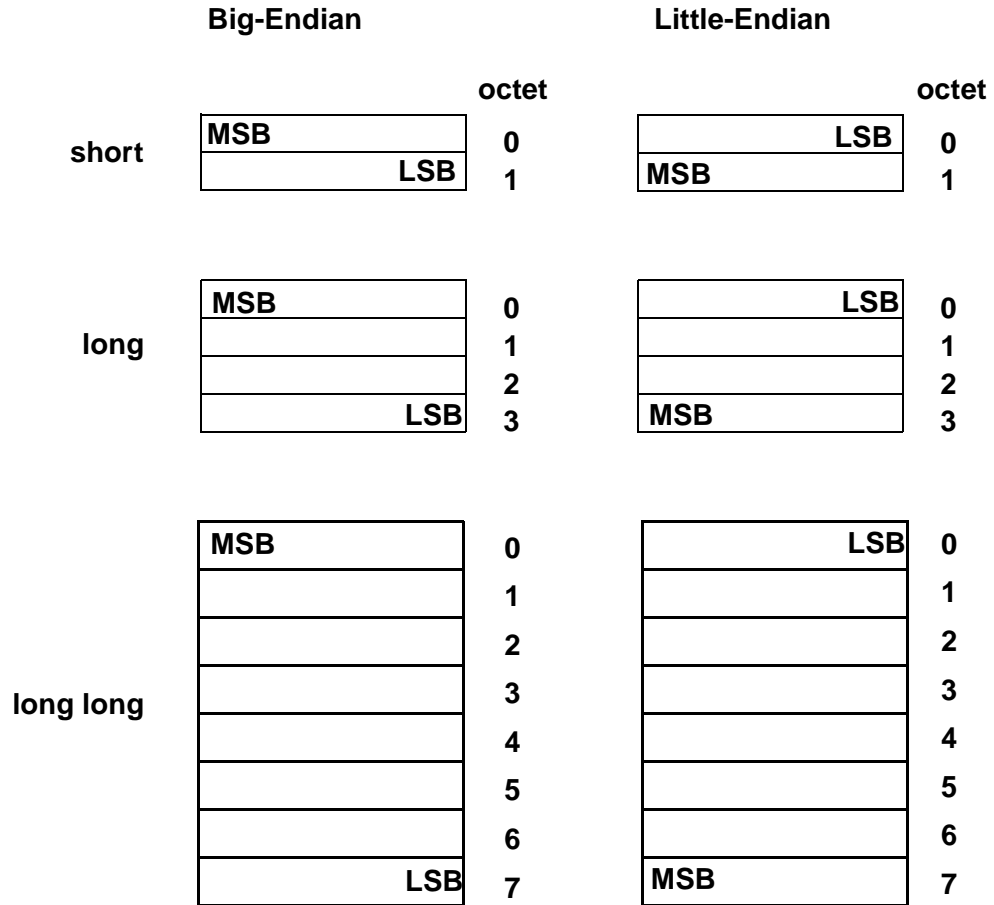 Big-Endian Little-Endian
octet octet
short MSB 0 LSB 0
LSB 1 MSB 1
MSB 0 LSB 0
long 1 1
2 2
LSB 3 MSB 3
MSB 0 LSB 0
1 1
2 2
3 3
long long
4 4
5 5
6 6
LSB 7 MSB 7